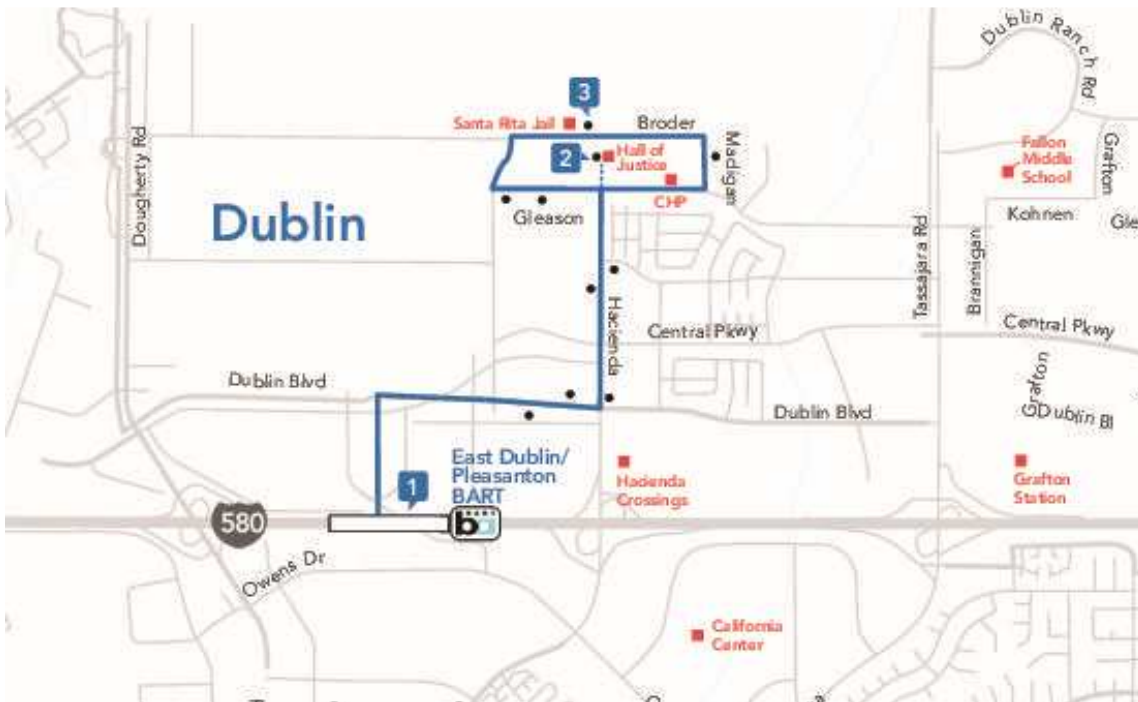 Dublin Ranch Rd
3
Santa Rita Jail
Broder
Dougherty Rd
2
Hall of
Justice
Madigan
Fallon
Middle
School
Grafton
CHP
Dublin
Gleason
Kohnen
Gle
Tassajara Rd
Brannigan
Hacienda
Central Pkwy
Central Pkwy
Dublin Blvd
Grafton
Dublin Blvd
GDublin Bl
East Dublin/
Pleasanton
BART
1
Hacienda
Crossings
Grafton
Station
580
ba
Owens Dr
California
Center